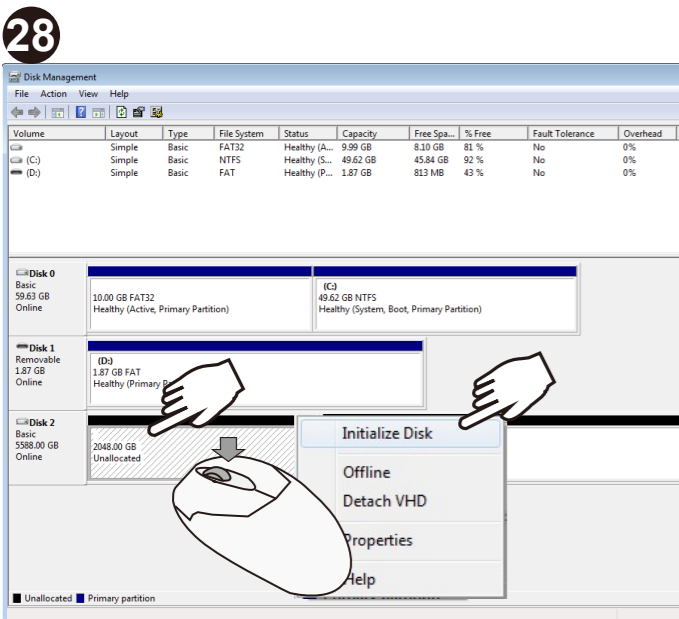 28
Disk Management
File Action View Help
Volume Layout Type File System Status Capacity Free Spa... % Free Fault Tolerance Overhead
Simple Basic FAT32 Healthy (A... 9.99 GB 8.10 GB 81 % No 0%
(C:) Simple Basic NTFS Healthy (S... 49.62 GB 45.84 GB 92 % No 0%
(D:) Simple Basic FAT Healthy (P... 1.87 GB 813 MB 43 % No 0%
Disk 0
Basic
59.63 GB
Online
10.00 GB FAT32
Healthy (Active, Primary Partition)
(C:)
49.62 GB NTFS
Healthy (System, Boot, Primary Partition)
Disk 1
Removable
1.87 GB
Online
(D:)
1.87 GB FAT
Healthy (Primary
Disk 2
Basic
5588.00 GB
Online
2048.00 GB
Unallocated
Initialize Disk
Offline
Detach VHD
Properties
Help
Unallocated Primary partition